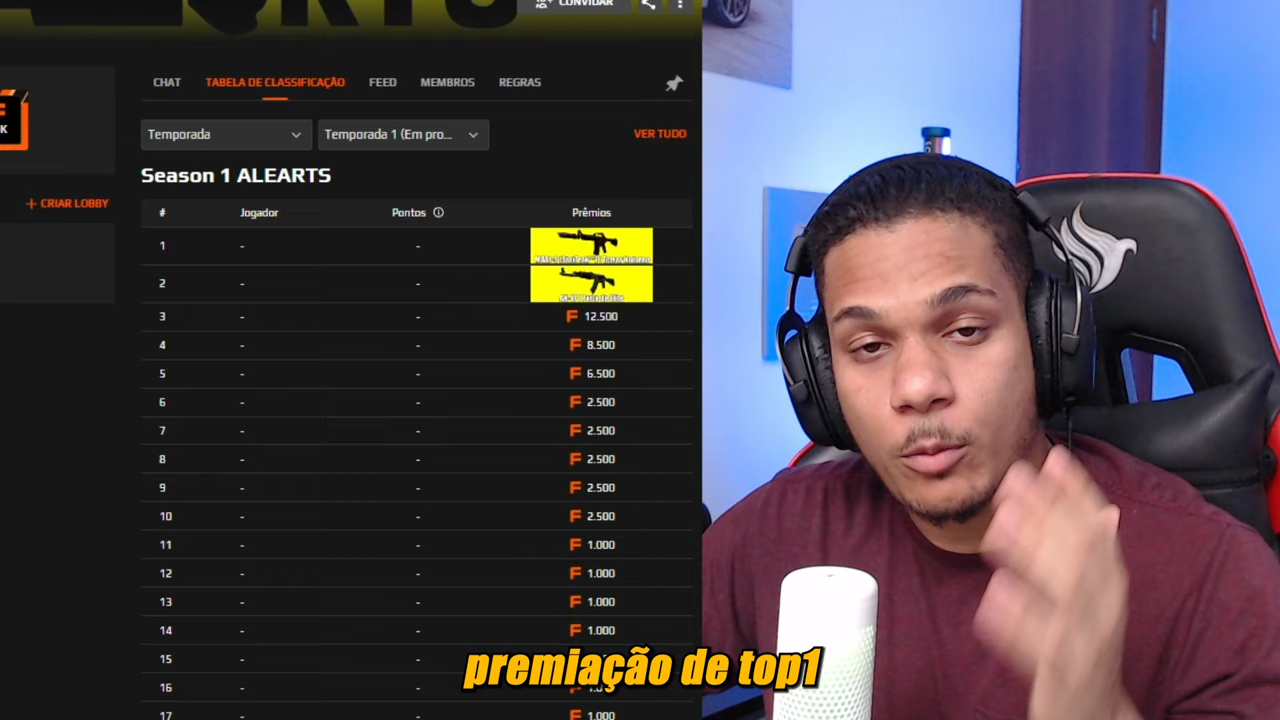 CONVIDAR
K
CHAT TABELA DE CLASSIFICAÇÃO FEED MEMBROS REGRAS
Temporada Temporada 1 (Em pro... VER TUDO
Season 1 ALEARTS
+ CRIAR LOBBY
# Jogador Pontos Prêmios
1 - -
2 - -
3 - - F 12.500
4 - - F 8.500
5 - - F 6.500
6 - - F 2.500
7 - - F 2.500
8 - - F 2.500
9 - - F 2.500
10 - - F 2.500
11 - - F 1.000
12 - - F 1.000
13 - - F 1.000
14 - - F 1.000
15 - -
16 - -
17 - - F 1.000
premiação de top1